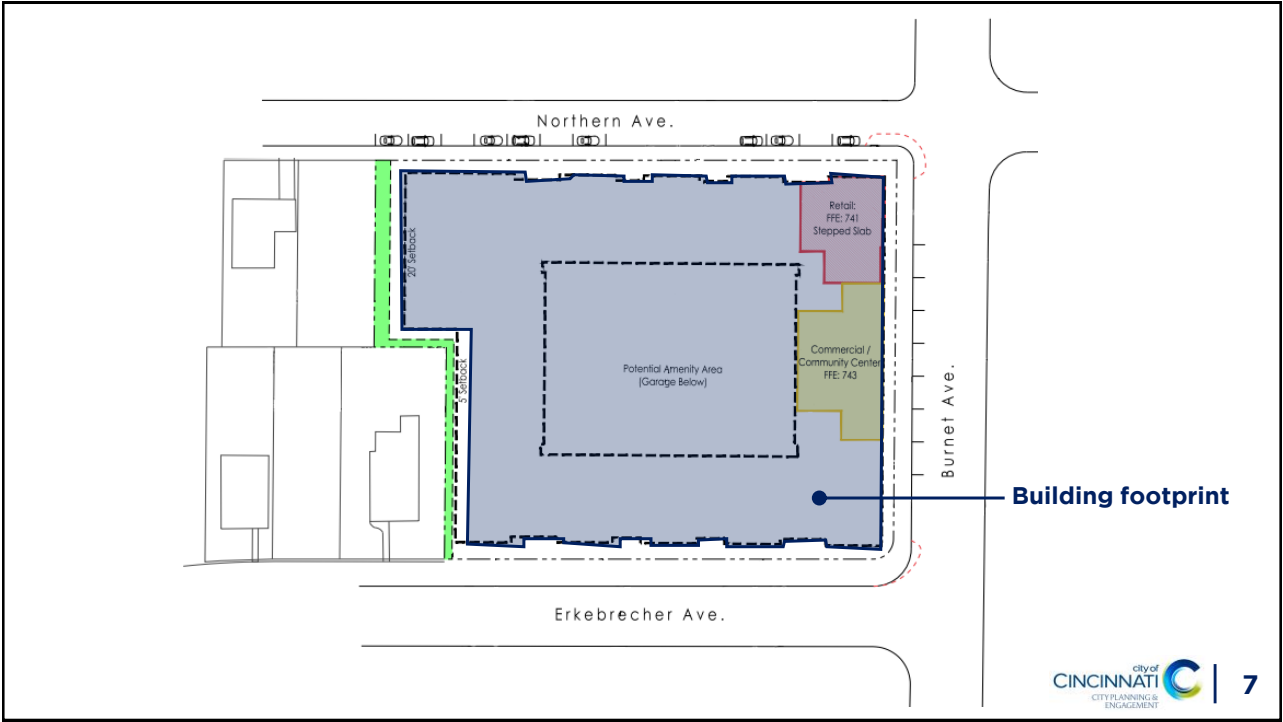 Northern Ave.
Retail:
FFE: 741
Stepped Slab
20' Setback
Commercial /
Community Center
FFE: 743
Potential Amenity Area
(Garage Below)
5' Setback
Burnet Ave.
Building footprint
Erkebrecher Ave.
city of
CINCINNATI
CITY PLANNING &
ENGAGEMENT
7